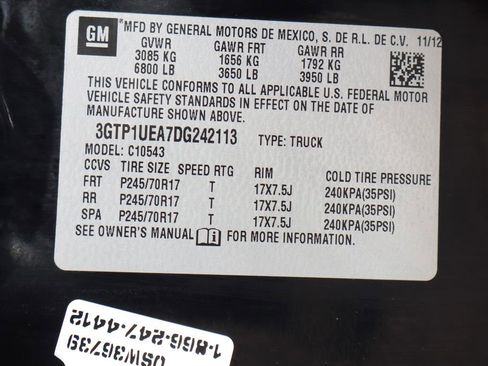 GM
*MFD BY GENERAL MOTORS DE MEXICO, S. DE R.L. DE C.V. 11/12
GVWR GAWR FRT GAWR RR
3085 KG 1656 KG 1792 KG
6800 LB 3650 LB 3950 LB
THIS VEHICLE CONFORMS TO ALL APPLICABLE U.S. FEDERAL MOTOR
VEHICLE SAFETY STANDARDS IN EFFECT ON THE DATE OF
MANUFACTURE SHOWN ABOVE.
3GTP1UEA7DG242113 TYPE: TRUCK
MODEL: C10543
CCVS TIRE SIZE SPEED RTG RIM COLD TIRE PRESSURE
FRT P245/70R17 T 17X7.5J 240KPA(35PSI)
RR P245/70R17 T 17X7.5J 240KPA(35PSI)
SPA P245/70R17 T 17X7.5J 240KPA(35PSI)
SEE OWNER'S MANUAL FOR MORE INFORMATION.
1-866-247-4412